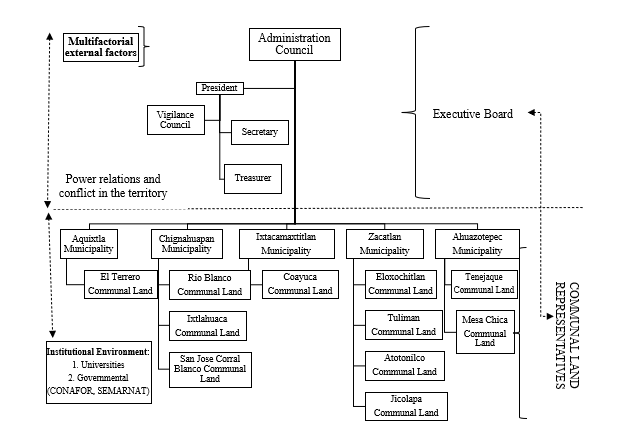 Multifactorial
external factors
Administration
Council
President
Vigilance
Council
Secretary
Treasurer
Executive Board
Power relations and
conflict in the territory
Aquixtla
Municipality
Chignahuapan
Municipality
Ixtacamaxtitlan
Municipality
Zacatlan
Municipality
Ahuazotepec
Municipality
El Terrero
Communal Land
Rio Blanco
Communal Land
Coayuca
Communal Land
Eloxochitlan
Communal Land
Tenejaque
Communal Land
Ixtlahuaca
Communal Land
Tuliman
Communal Land
Mesa Chica
Communal
Land
San Jose Corral
Blanco Communal
Land
Atotonilco
Communal Land
Jicolapa
Communal Land
Institutional Environment:
1. Universities
2. Governmental
(CONAFOR, SEMARNAT)
COMMUNAL LAND
REPRESENTATIVES